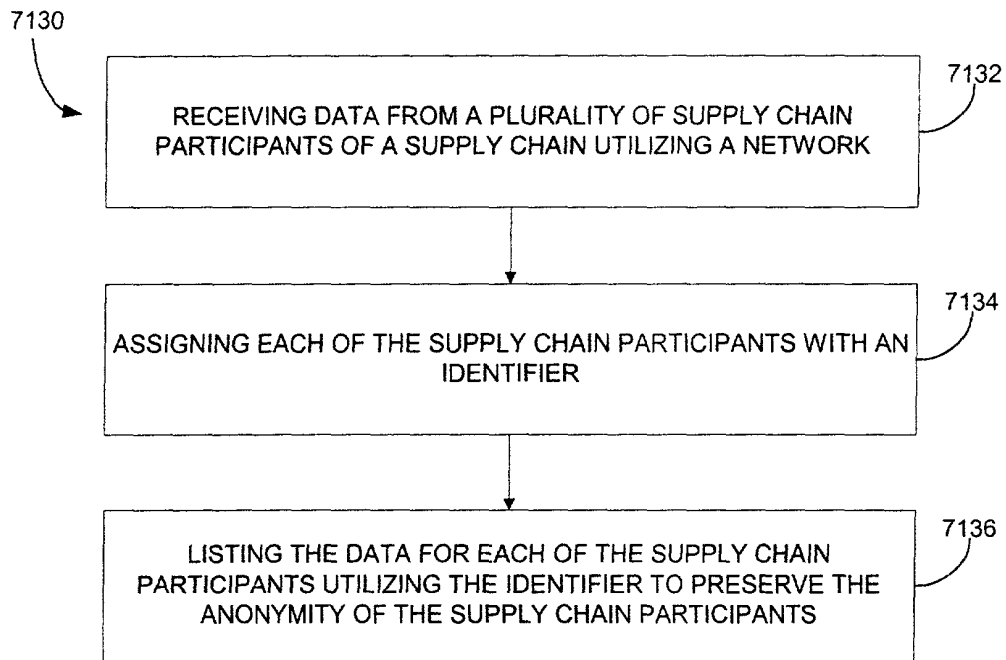 7130
7132
RECEIVING DATA FROM A PLURALITY OF SUPPLY CHAIN
PARTICIPANTS OF A SUPPLY CHAIN UTILIZING A NETWORK
7134
ASSIGNING EACH OF THE SUPPLY CHAIN PARTICIPANTS WITH AN
IDENTIFIER
7136
LISTING THE DATA FOR EACH OF THE SUPPLY CHAIN
PARTICIPANTS UTILIZING THE IDENTIFIER TO PRESERVE THE
ANONYMITY OF THE SUPPLY CHAIN PARTICIPANTS